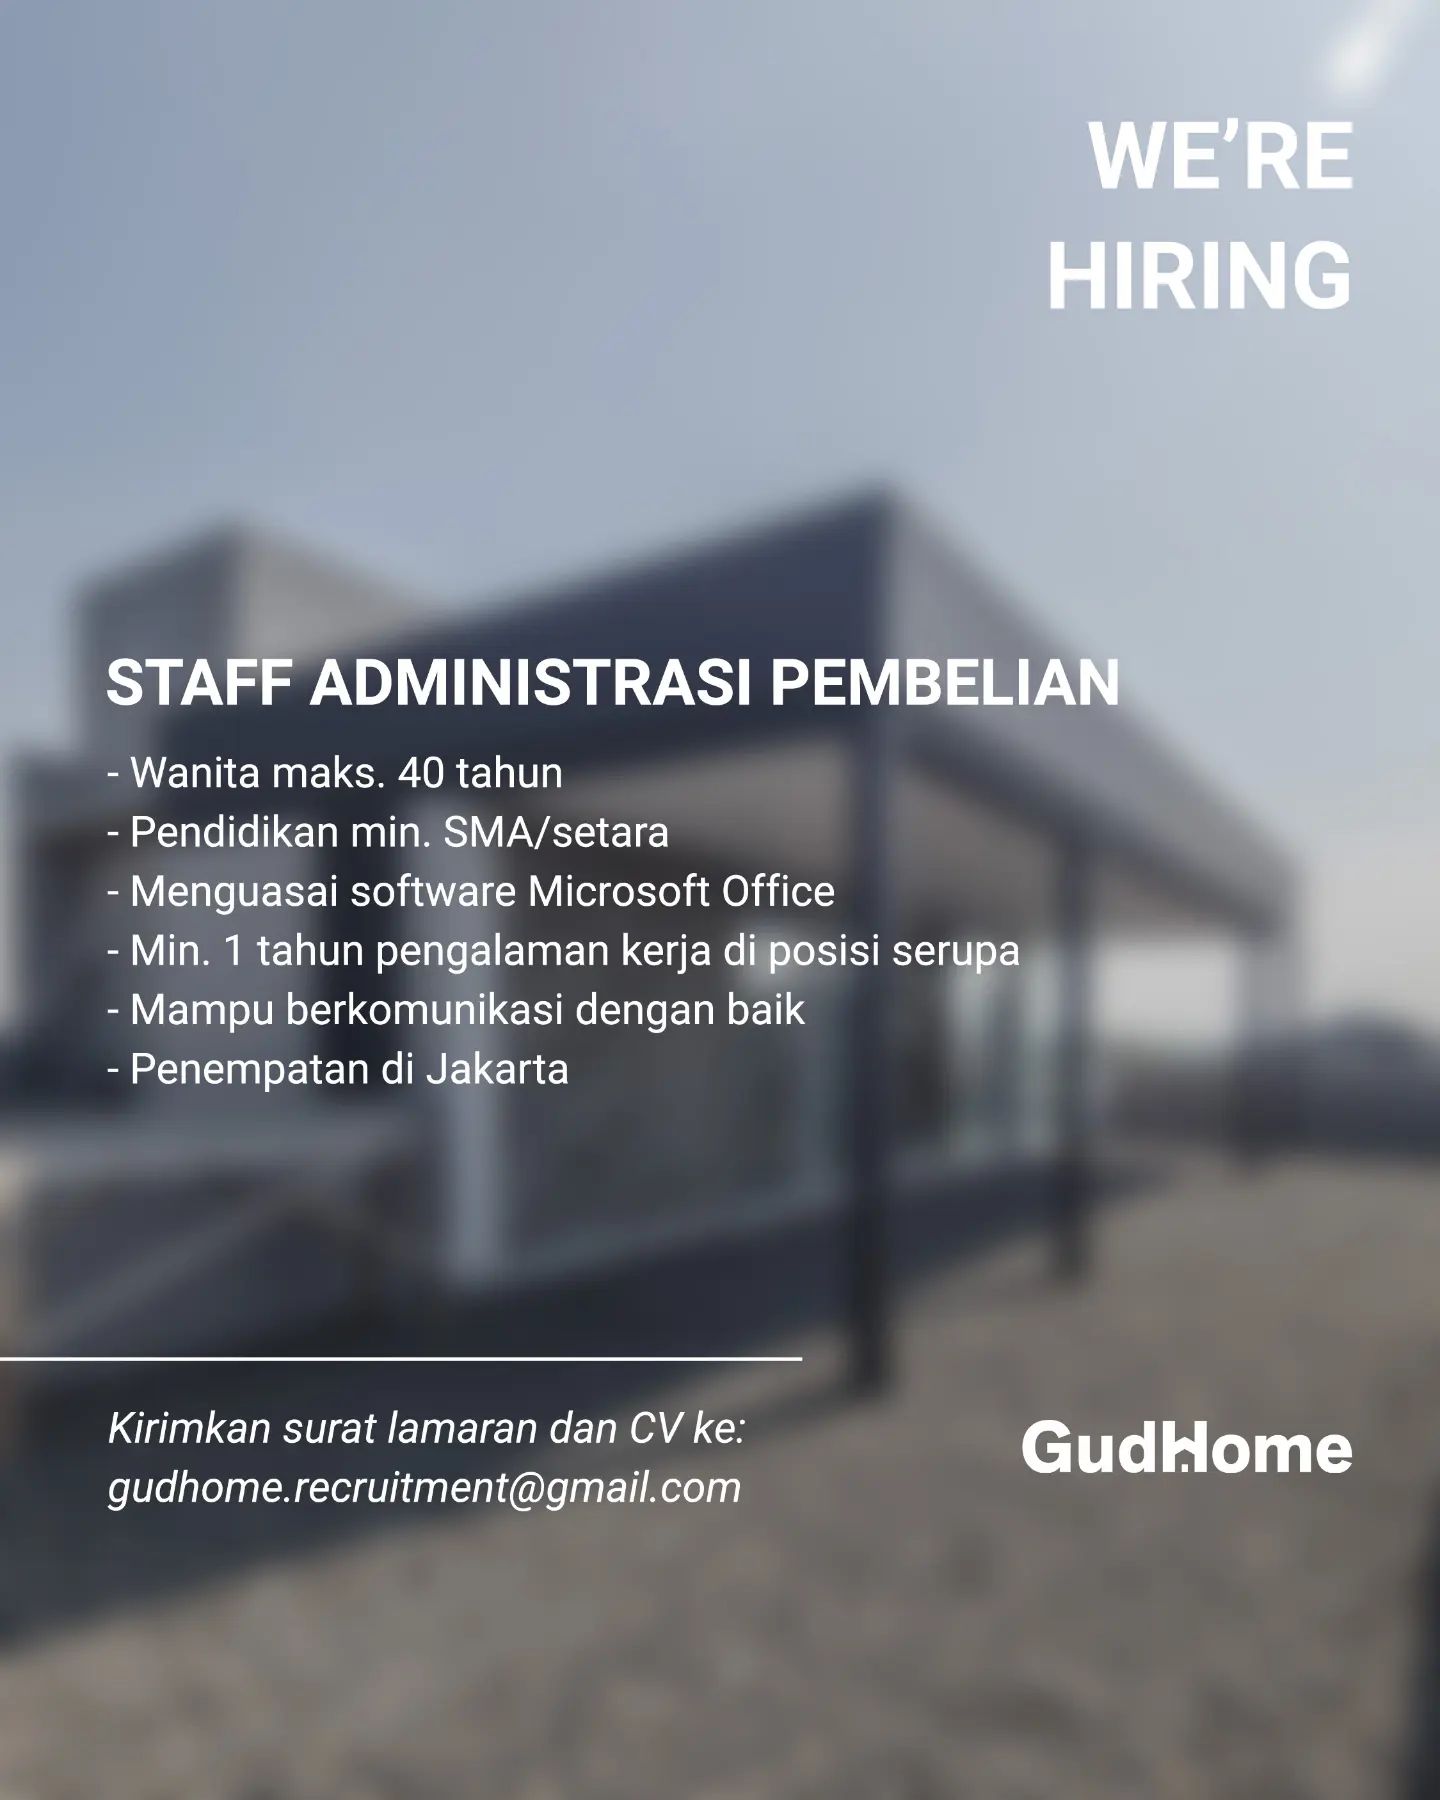 WE’RE
HIRING
STAFF ADMINISTRASI PEMBELIAN
- Wanita maks. 40 tahun
- Pendidikan min. SMA/setara
- Menguasai software Microsoft Office
- Min. 1 tahun pengalaman kerja di posisi serupa
- Mampu berkomunikasi dengan baik
- Penempatan di Jakarta
Kirimkan surat lamaran dan CV ke:
gudhome.recruitment@gmail.com
GudHome